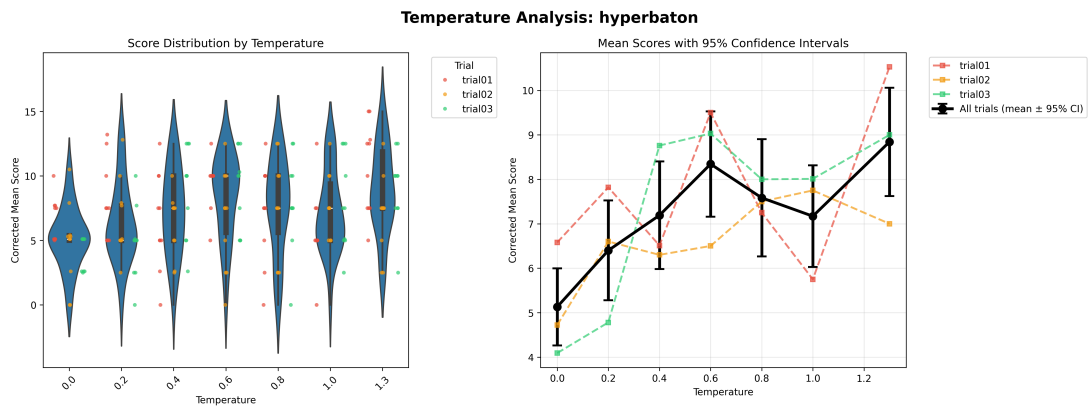 Temperature Analysis: hyperbaton
Score Distribution by Temperature
Corrected Mean Score
15
10
5
0
0.0
0.2
0.4
0.6
0.8
1.0
1.3
Temperature
Trial
trial01
trial02
trial03
Mean Scores with 95% Confidence Intervals
Corrected Mean Score
10
9
8
7
6
5
4
0.0
0.2
0.4
0.6
0.8
1.0
1.2
Temperature
trial01
trial02
trial03
All trials (mean ± 95% CI)